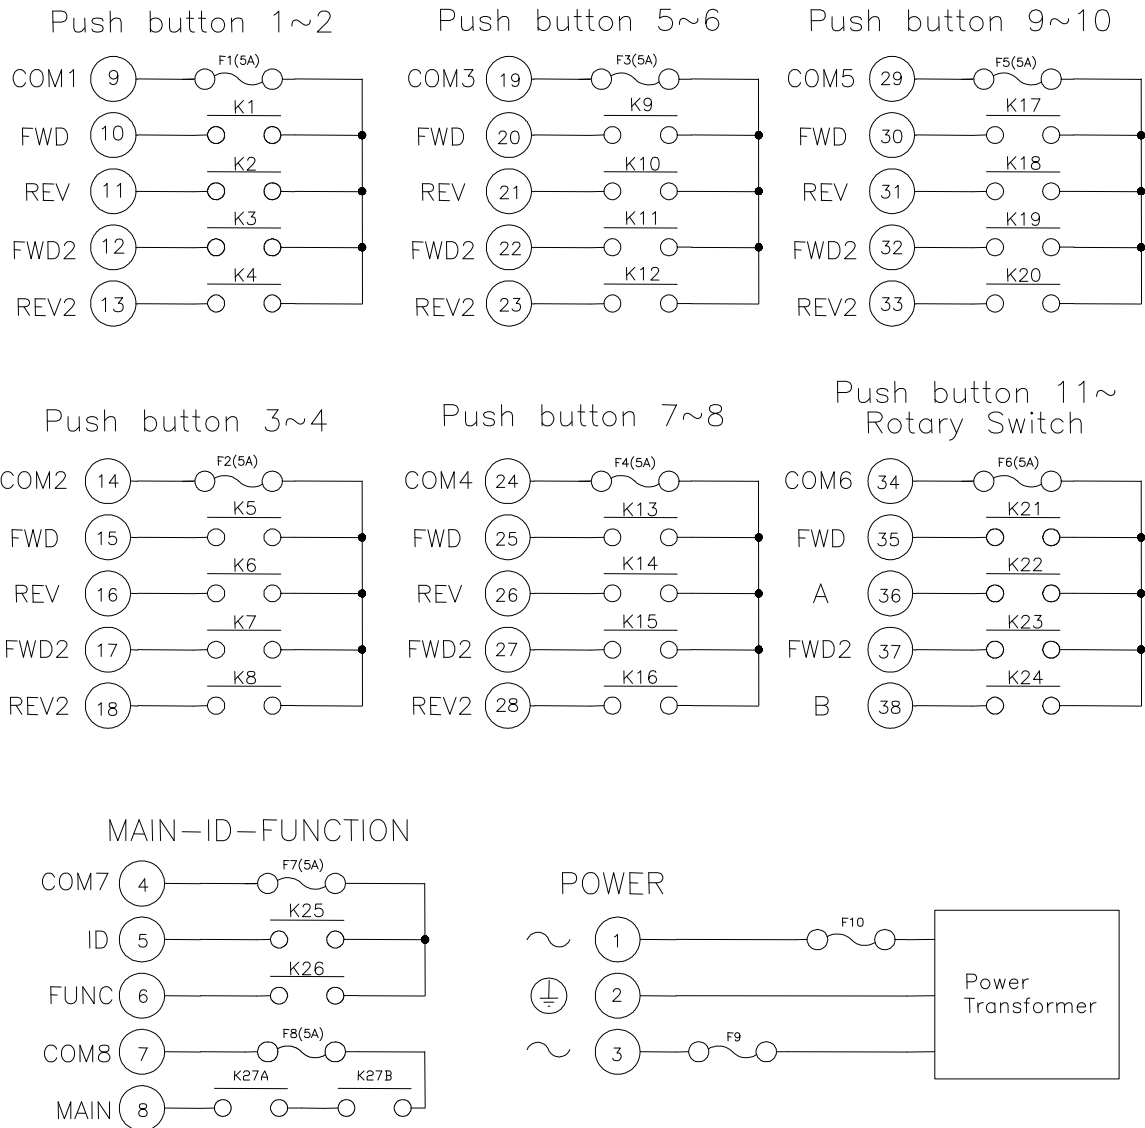 Push button 1~2
COM1 9 F1(5A)
K1
FWD 10
K2
REV 11
K3
FWD2 12
K4
REV2 13
Push button 5~6
COM3 19 F3(5A)
K9
FWD 20
K10
REV 21
K11
FWD2 22
K12
REV2 23
Push button 9~10
COM5 29 F5(5A)
K17
FWD 30
K18
REV 31
K19
FWD2 32
K20
REV2 33
Push button 3~4
COM2 14 F2(5A)
K5
FWD 15
K6
REV 16
K7
FWD2 17
K8
REV2 18
Push button 7~8
COM4 24 F4(5A)
K13
FWD 25
K14
REV 26
K15
FWD2 27
K16
REV2 28
Push button 11~
Rotary Switch
COM6 34 F6(5A)
K21
FWD 35
K22
A 36
K23
FWD2 37
K24
B 38
MAIN-ID-FUNCTION
COM7 4 F7(5A)
K25
ID 5
K26
FUNC 6
COM8 7 F8(5A)
K27A K27B
MAIN 8
POWER
~ 1 F10
2
~ 3 F9
Power
Transformer